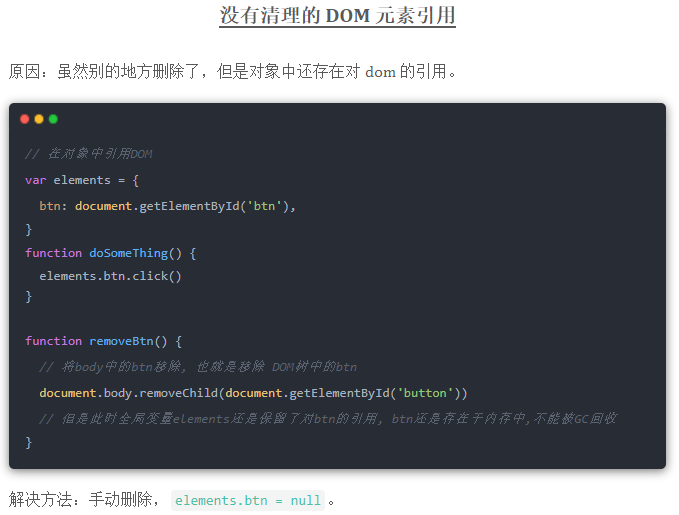 没有清理的 DOM 元素引用
原因：虽然别的地方删除了，但是对象中还存在对 dom 的引用。
// 在对象中引用DOM
var elements = {
  btn: document.getElementById('btn'),
}
function doSomeThing() {
  elements.btn.click()
}
function removeBtn() {
  // 将body中的btn移除, 也就是移除 DOM树中的btn
  document.body.removeChild(document.getElementById('button'))
  // 但是此时全局变量elements还是保留了对btn的引用, btn还是存在于内存中,不能被GC回收
}
解决方法：手动删除， elements.btn = null 。